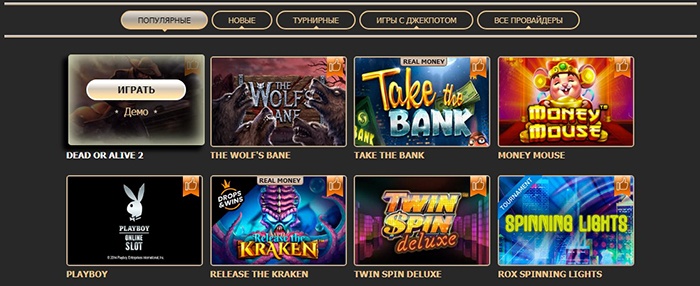 ПОПУЛЯРНЫЕ
НОВЫЕ
ТУРНИРНЫЕ
ИГРЫ С ДЖЕКПОТОМ
ВСЕ ПРОВАЙДЕРЫ
ИГРАТЬ
• Демо •
THE
WOLF'S
BANE
REAL MONEY
Take the
BANK
BANK
MONEY
MOUSE™
DEAD OR ALIVE 2
THE WOLF'S BANE
TAKE THE BANK
MONEY MOUSE
PLAYBOY
ONLINE
SLOT
REAL MONEY
DROPS
&WINS
Release the
KRAKEN
TWIN
SPIN
deluxe
TOURNAMENT
SPINNING LIGHTS
PLAYBOY
RELEASE THE KRAKEN
TWIN SPIN DELUXE
ROX SPINNING LIGHTS